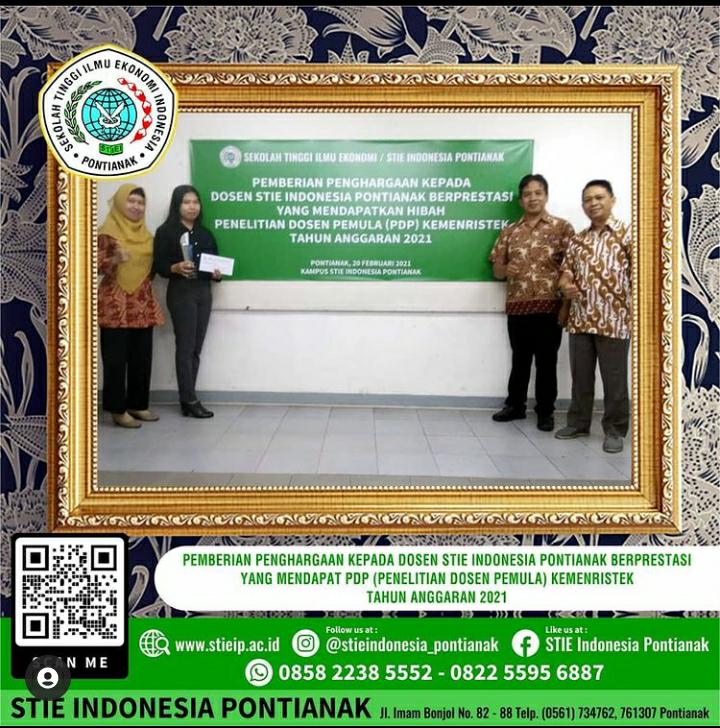 SEKOLAH TINGGI ILMU EKONOMI INDONESIA
STIEI
• PONTIANAK •
SEKOLAH TINGGI ILMU EKONOMI / STIE INDONESIA PONTIANAK
PEMBERIAN PENGHARGAAN KEPADA
DOSEN STIE INDONESIA PONTIANAK BERPRESTASI
YANG MENDAPATKAN HIBAH
PENELITIAN DOSEN PEMULA (PDP) KEMENRISTEK
TAHUN ANGGARAN 2021
PONTIANAK, 20 FEBRUARI 2021
KAMPUS STIE INDONESIA PONTIANAK
PEMBERIAN PENGHARGAAN KEPADA DOSEN STIE INDONESIA PONTIANAK BERPRESTASI
YANG MENDAPAT PDP (PENELITIAN DOSEN PEMULA) KEMENRISTEK
TAHUN ANGGARAN 2021
SCAN ME
www.stieip.ac.id
Follow us at :
@stieindonesia_pontianak
Like us at :
STIE Indonesia Pontianak
0858 2238 5552 - 0822 5595 6887
STIE INDONESIA PONTIANAK Jl. Imam Bonjol No. 82 - 88 Telp. (0561) 734762, 761307 Pontianak